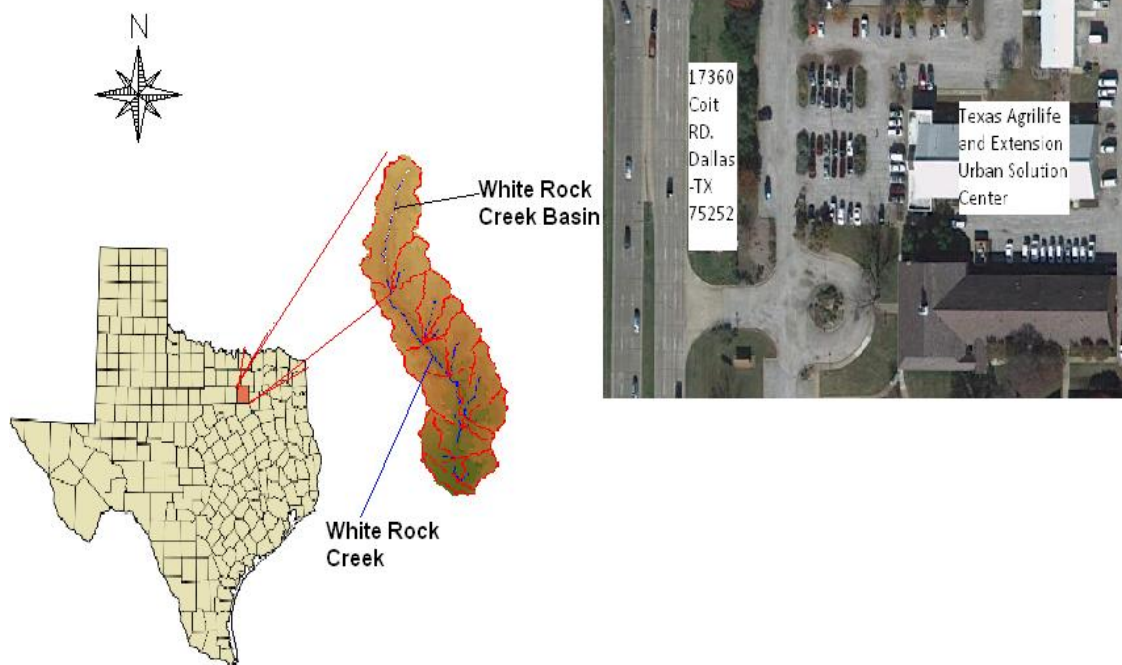 N
White Rock
Creek Basin
White Rock
Creek
17360
Coit
RD.
Dallas
-TX
75252
Texas Agrilife
and Extension
Urban Solution
Center